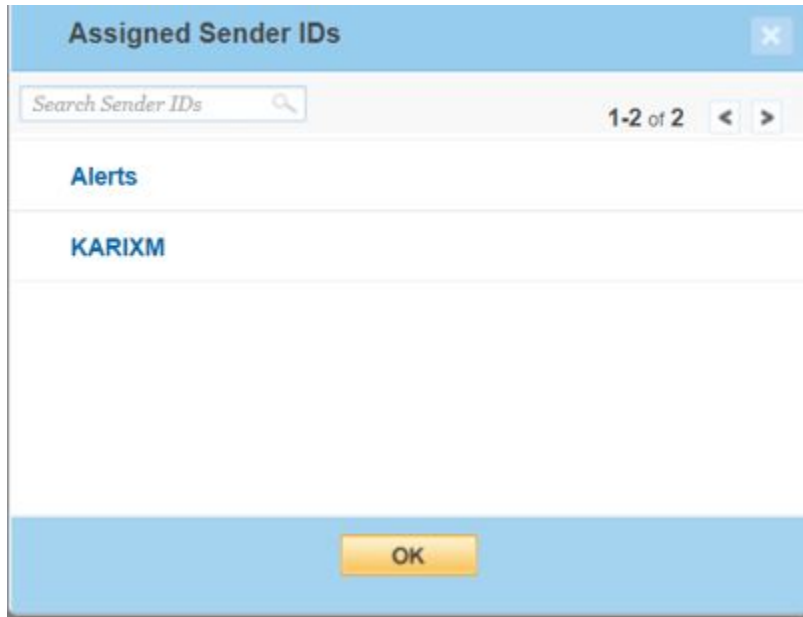 Assigned Sender IDs
Search Sender IDs
1-2 of 2 < >
Alerts
KARIXM
OK